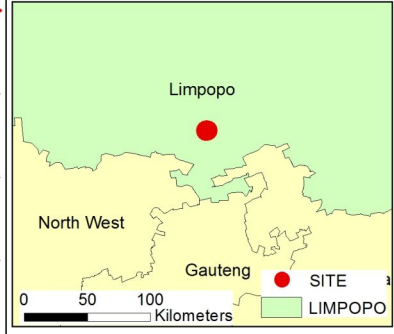 Limpopo
North West
Gauteng
SITE
a
LIMPOPO
0 50 100
Kilometers